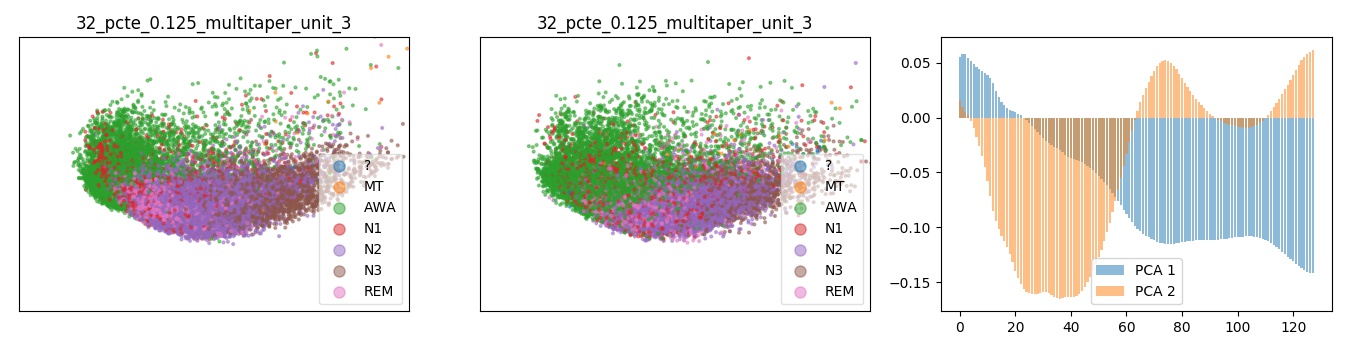 32_pcte_0.125_multitaper_unit_3
?
MT
AWA
N1
N2
N3
REM
32_pcte_0.125_multitaper_unit_3
?
MT
AWA
N1
N2
N3
REM
0.05
0.00
−0.05
−0.10
−0.15
PCA 1
PCA 2
0 20 40 60 80 100 120